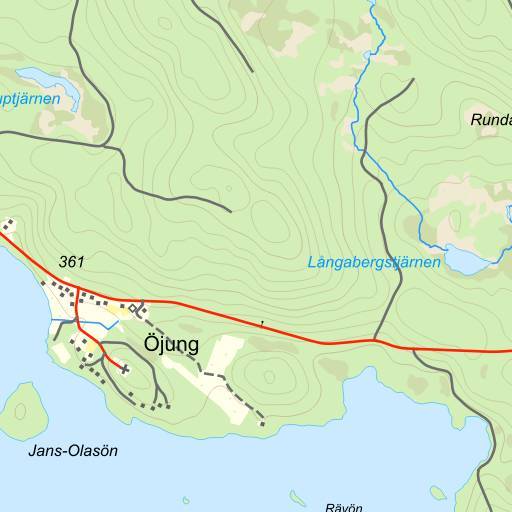 uptjärnen
Runda
361
Långabergstjärnen
Öjung
Jans-Olasön
Rävön